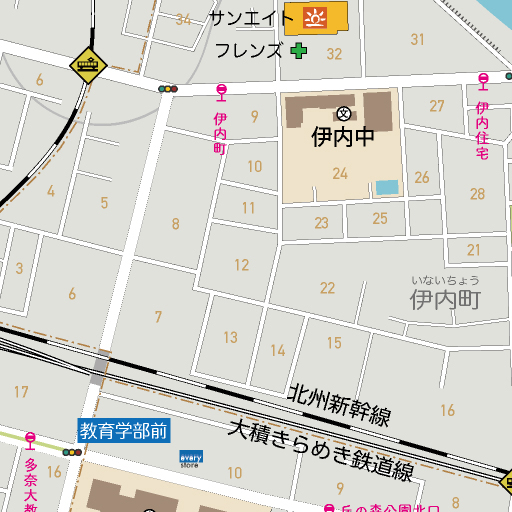 34
サンエイト
31
フレンズ
32
6
伊内町
9
27
伊内住宅
伊内中
10
24
26
4
5
11
28
8
23
25
21
3
12
いないちょう
伊内町
6
22
7
13
14
15
17
北州新幹線
16
教育学部前
大積きらめき鉄道線
多奈大教
16
every
store
10
9
8
丘の森公園北口